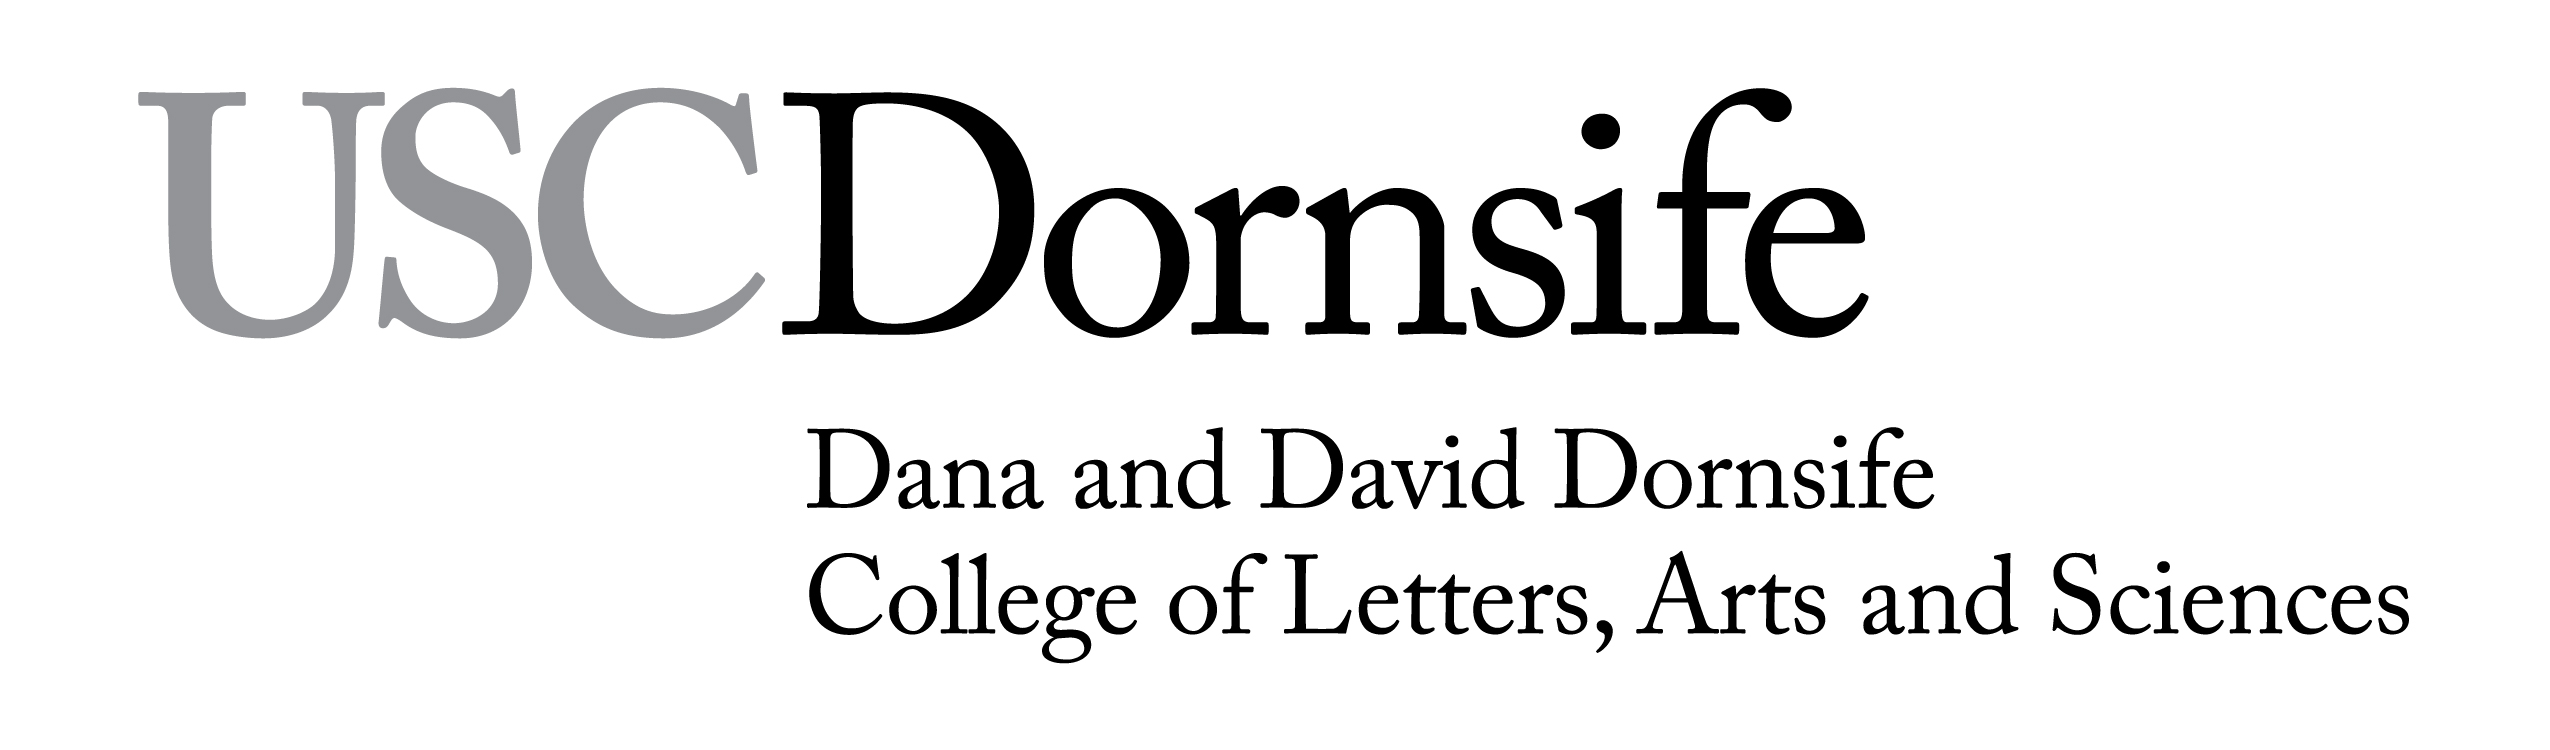 USCDornsife
Dana and David Dornsife
College of Letters, Arts and Sciences